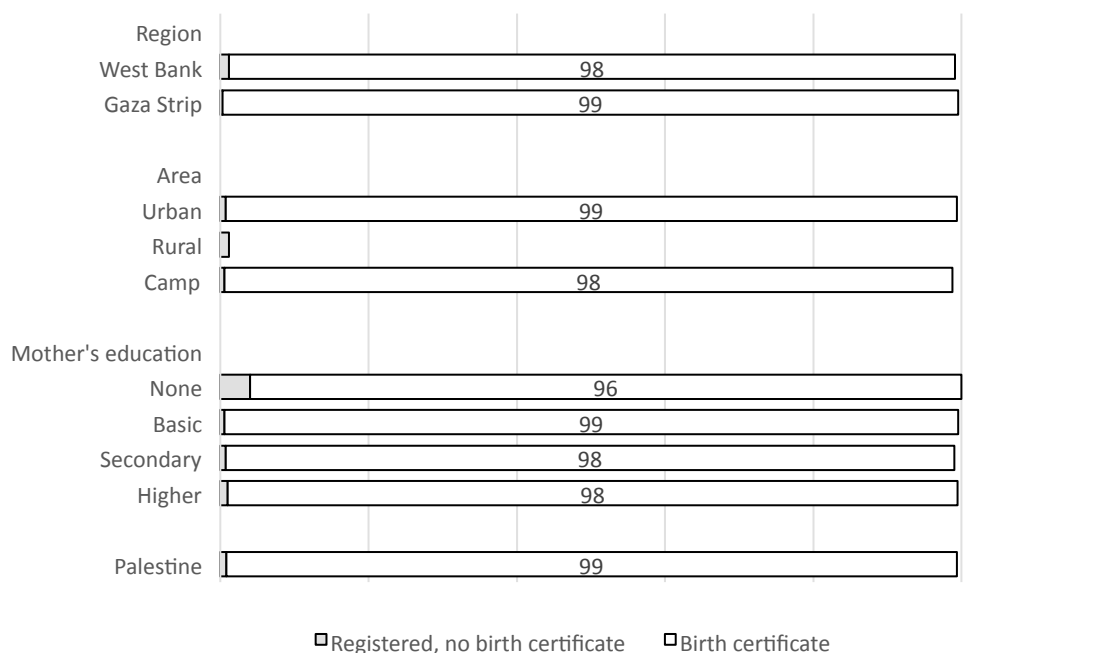 Region
West Bank 98
Gaza Strip 99
Area
Urban 99
Rural
Camp 98
Mother's education
None 96
Basic 99
Secondary 98
Higher 98
Palestine 99
Registered, no birth certificate Birth certificate